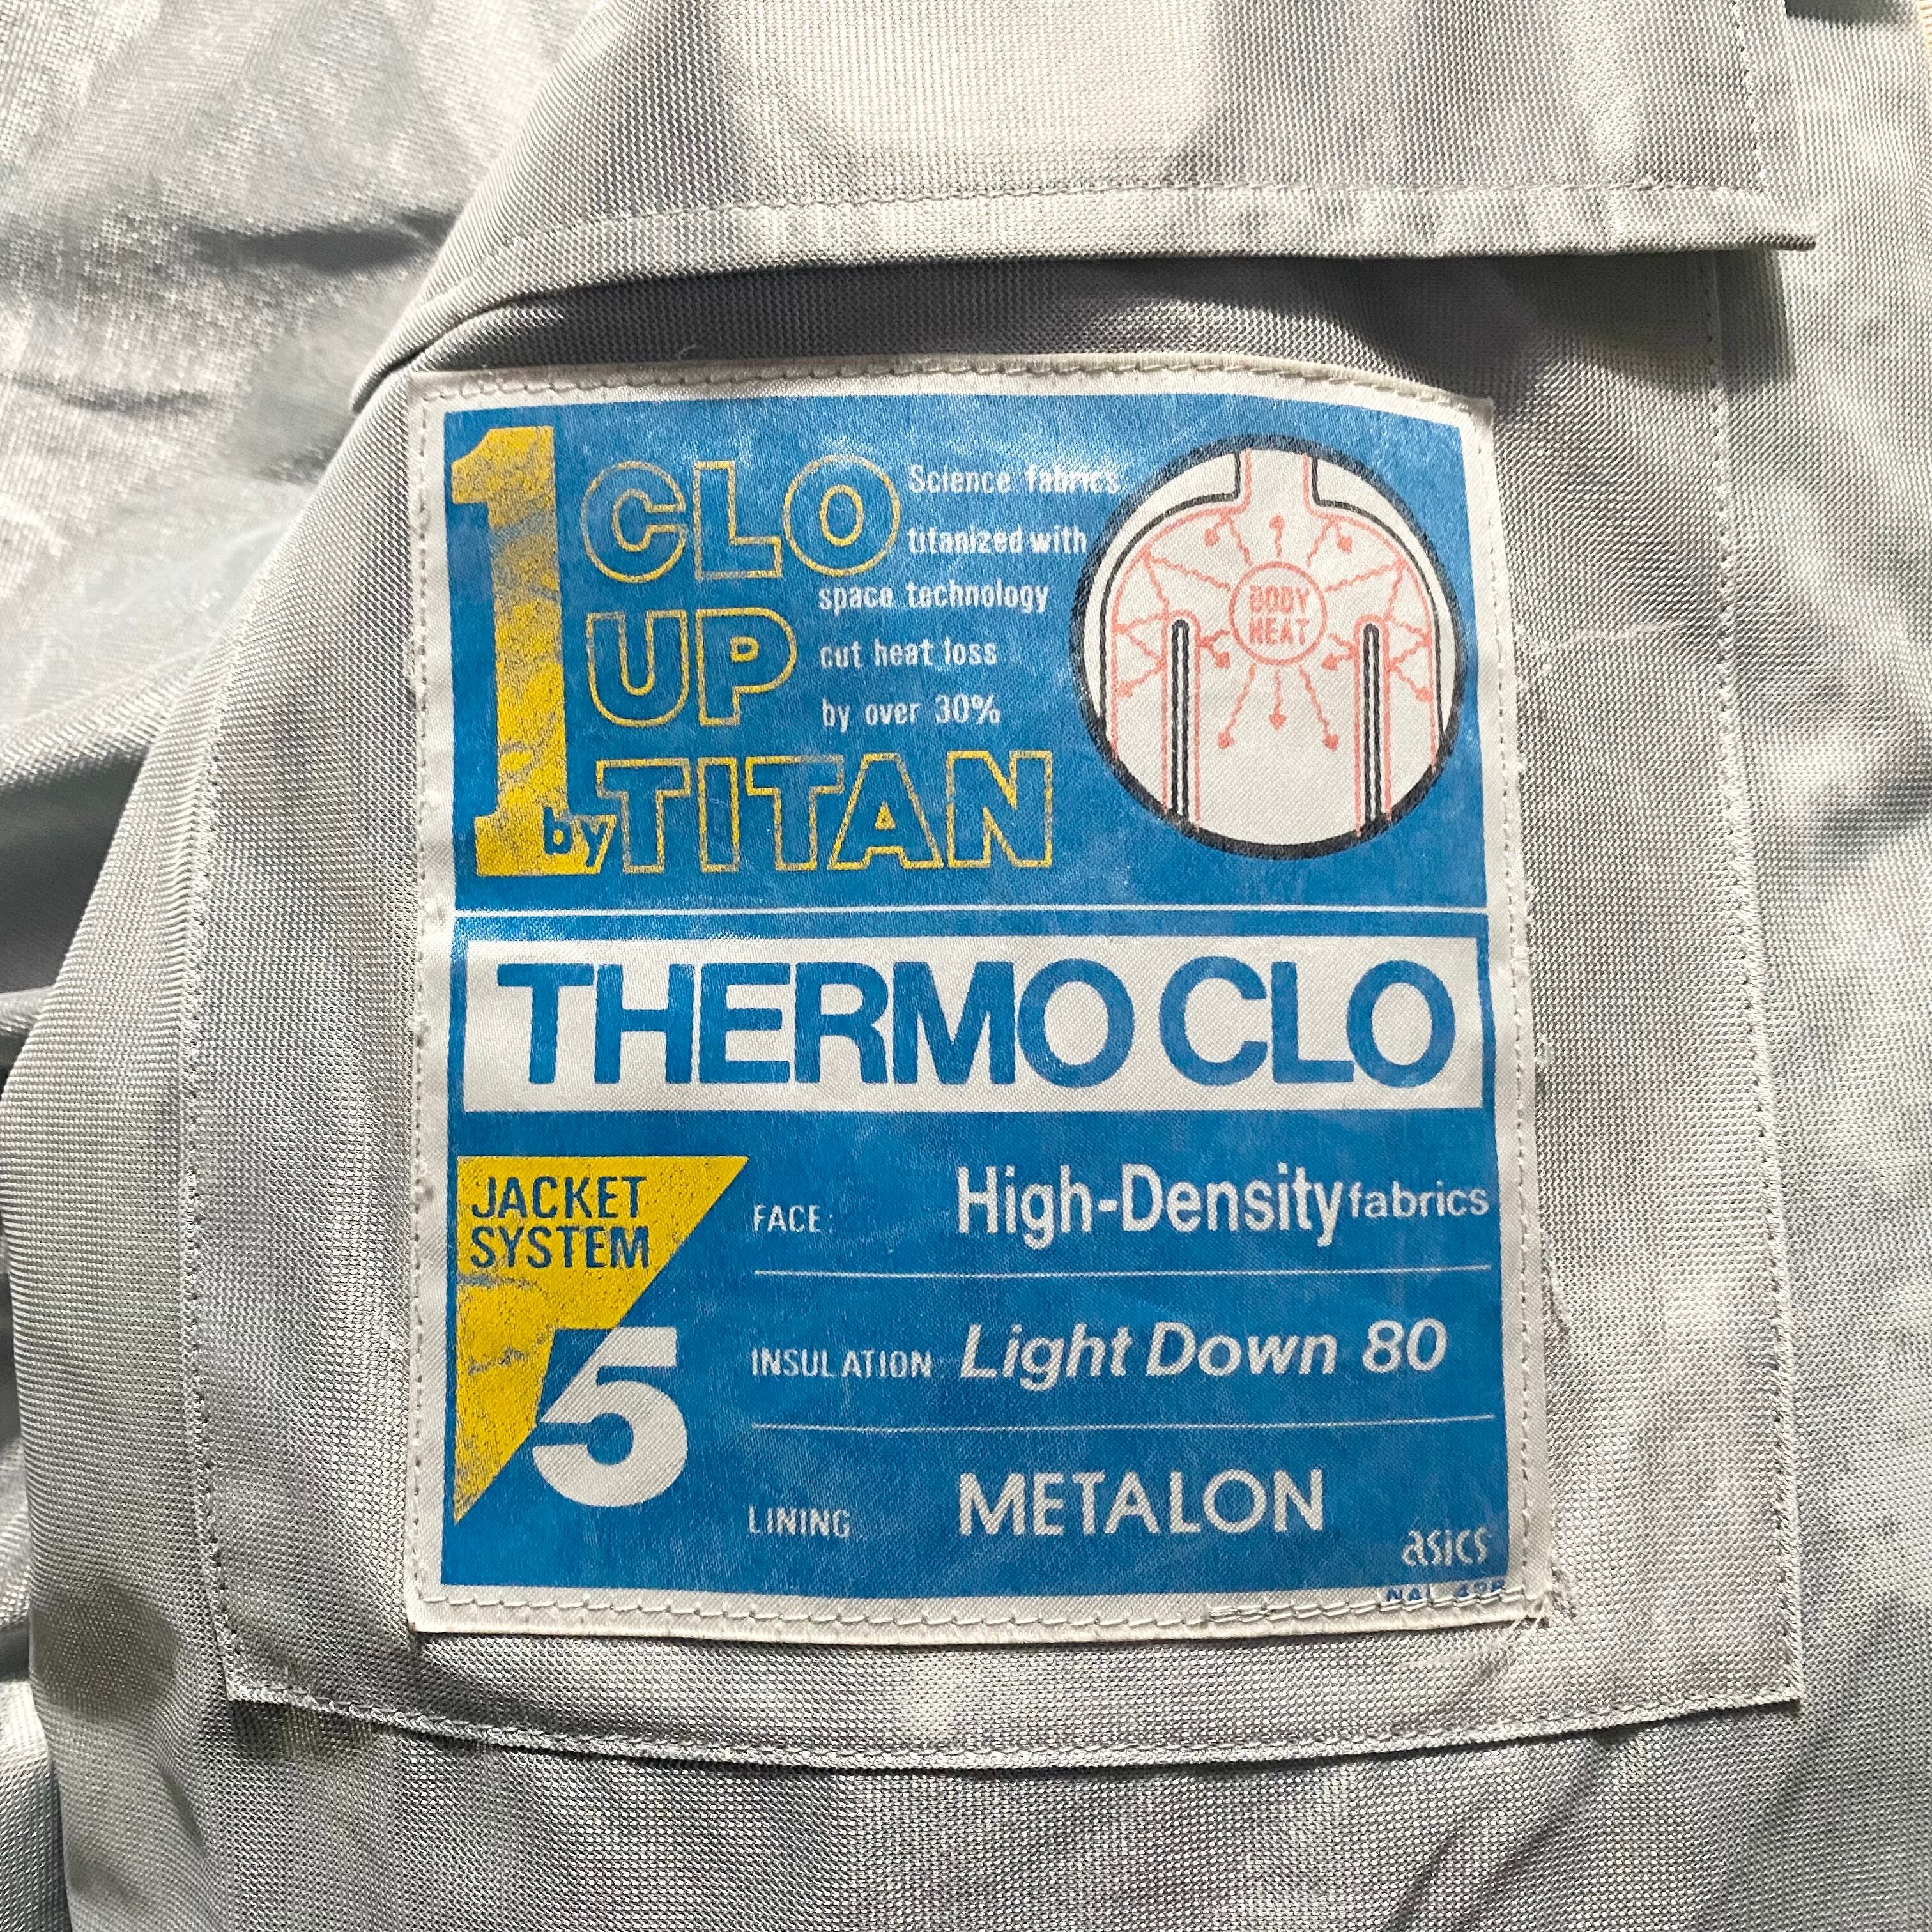 1 CLO
UP
by TITAN
Science fabrics
titanized with
space technology
cut heat loss
by over 30%
BODY
HEAT
THERMO CLO
JACKET
SYSTEM
5
FACE: High-Density fabrics
INSULATION Light Down 80
LINING METALON
asics